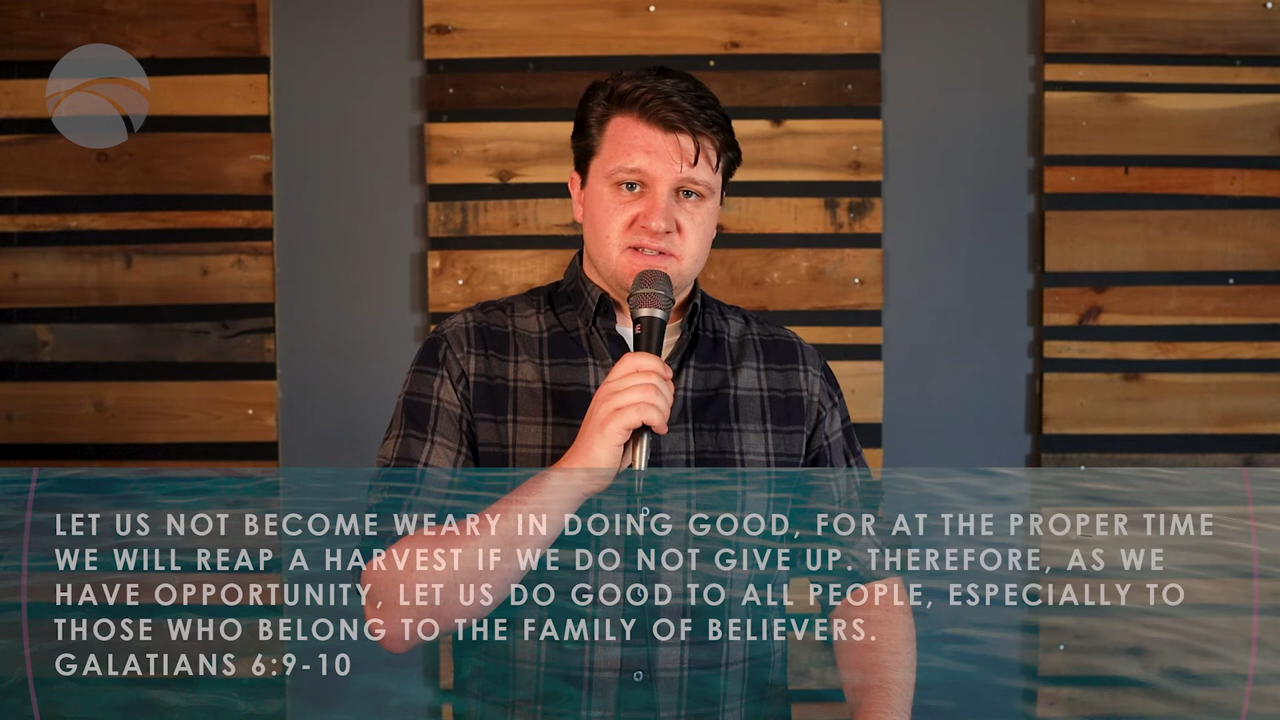 LET US NOT BECOME WEARY IN DOING GOOD, FOR AT THE PROPER TIME
WE WILL REAP A HARVEST IF WE DO NOT GIVE UP. THEREFORE, AS WE
HAVE OPPORTUNITY, LET US DO GOOD TO ALL PEOPLE, ESPECIALLY TO
THOSE WHO BELONG TO THE FAMILY OF BELIEVERS.
GALATIANS 6:9-10